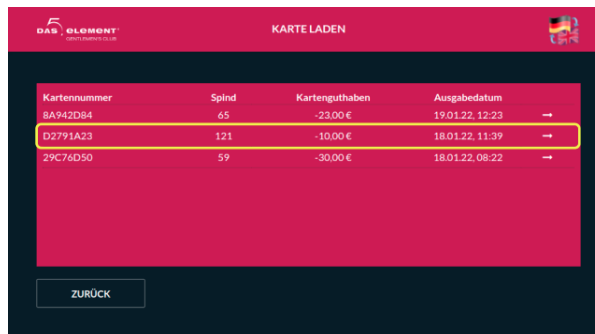 5
DAS eLEMENT
GENTLEMEN'S CLUB
KARTE LADEN
Kartennummer Spind Kartenguthaben Ausgabedatum
8A942D84 65 -23,00 € 19.01.22, 12:23 →
D2791A23 121 -10,00 € 18.01.22, 11:39 →
29C76D50 59 -30,00 € 18.01.22, 08:22 →
ZURÜCK